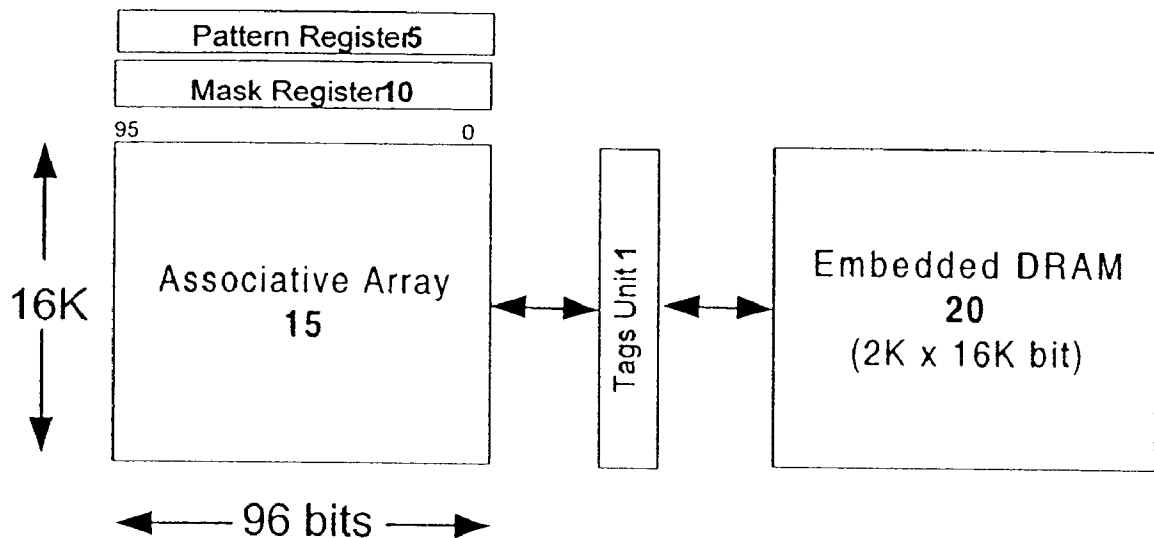 Pattern Register5
Mask Register10
95 0
16K
Associative Array
15
Tags Unit 1
Embedded DRAM
20
(2K x 16K bit)
96 bits